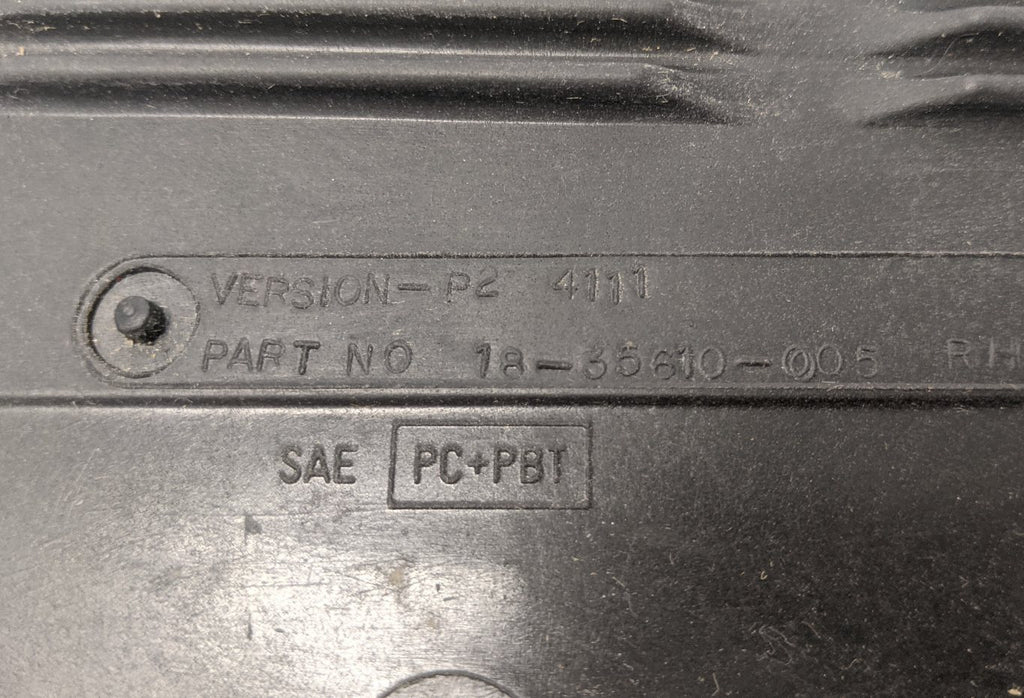 VERSION-P2 4111
PART NO 18-35610-005 RH
SAE PC+PBT